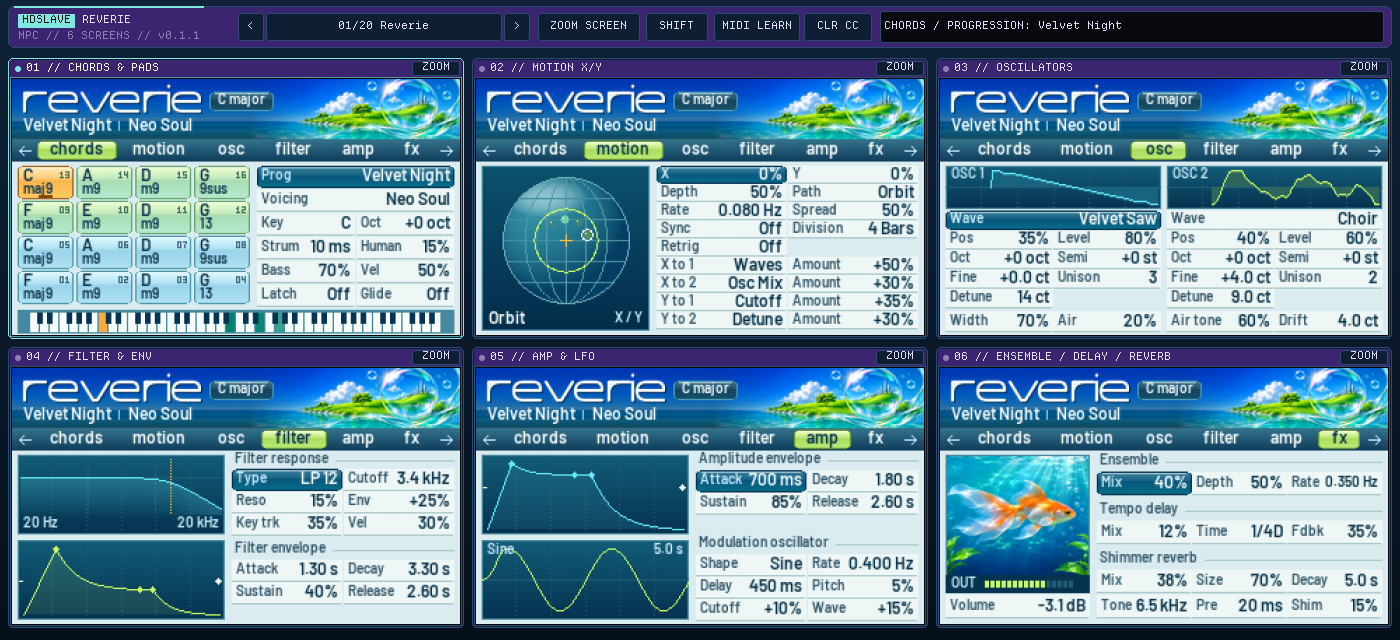 HDSLAVE REVERIE
MPC // 6 SCREENS // v0.1.1
< 01/20 Reverie > ZOOM SCREEN SHIFT MIDI LEARN CLR CC CHORDS / PROGRESSION: Velvet Night
01 // CHORDS & PADS ZOOM
reverie C major
Velvet Night Neo Soul
← chords motion osc filter amp fx →
C 13 A 14 D 15 G 16
maj9 m9 m9 9sus
F 09 E 10 D 11 G 12
maj9 m9 m9 13
C 05 A 06 D 07 G 08
maj9 m9 m9 9sus
F 01 E 02 D 03 G 04
maj9 m9 m9 13
Prog Velvet Night
Voicing Neo Soul
Key C Oct +0 oct
Strum 10 ms Human 15%
Bass 70% Vel 50%
Latch Off Glide Off
02 // MOTION X/Y ZOOM
reverie C major
Velvet Night Neo Soul
← chords motion osc filter amp fx →
Orbit X/Y
X 0% Y 0%
Depth 50% Path Orbit
Rate 0.080 Hz Spread 50%
Sync Off Division 4 Bars
Retrig Off
X to 1 Waves Amount +50%
X to 2 Osc Mix Amount +30%
Y to 1 Cutoff Amount +35%
Y to 2 Detune Amount +30%
03 // OSCILLATORS ZOOM
reverie C major
Velvet Night Neo Soul
← chords motion osc filter amp fx →
OSC 1 OSC 2
Wave Velvet Saw Wave Choir
Pos 35% Level 80% Pos 40% Level 60%
Oct +0 oct Semi +0 st Oct +0 oct Semi +0 st
Fine +0.0 ct Unison 3 Fine +4.0 ct Unison 2
Detune 14 ct Detune 9.0 ct
Width 70% Air 20% Air tone 60% Drift 4.0 ct
04 // FILTER & ENV ZOOM
reverie C major
Velvet Night Neo Soul
← chords motion osc filter amp fx →
20 Hz 20 kHz
Filter response
Type LP 12 Cutoff 3.4 kHz
Reso 15% Env +25%
Key trk 35% Vel 30%
Filter envelope
Attack 1.30 s Decay 3.30 s
Sustain 40% Release 2.60 s
05 // AMP & LFO ZOOM
reverie C major
Velvet Night Neo Soul
← chords motion osc filter amp fx →
Amplitude envelope
Attack 700 ms Decay 1.80 s
Sustain 85% Release 2.60 s
Sine 5.0 s
Modulation oscillator
Shape Sine Rate 0.400 Hz
Delay 450 ms Pitch 5%
Cutoff +10% Wave +15%
06 // ENSEMBLE / DELAY / REVERB ZOOM
reverie C major
Velvet Night Neo Soul
← chords motion osc filter amp fx →
OUT
Volume -3.1 dB
Ensemble
Mix 40% Depth 50% Rate 0.350 Hz
Tempo delay
Mix 12% Time 1/4D Fdbk 35%
Shimmer reverb
Mix 38% Size 70% Decay 5.0 s
Tone 6.5 kHz Pre 20 ms Shim 15%